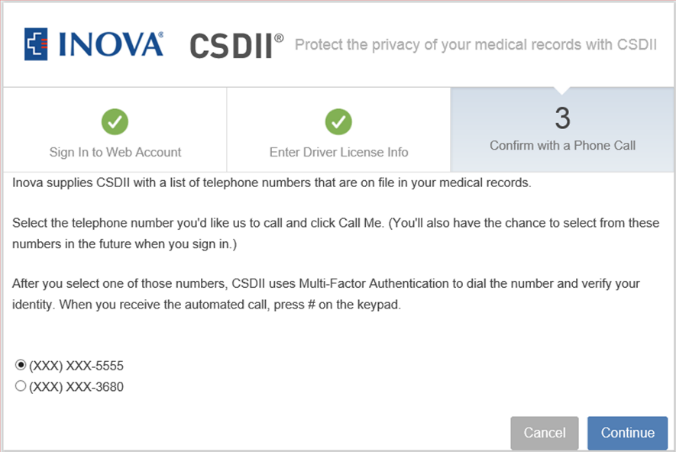 INOVA® CSDII® Protect the privacy of your medical records with CSDII
3
Sign In to Web Account Enter Driver License Info Confirm with a Phone Call
Inova supplies CSDII with a list of telephone numbers that are on file in your medical records.
Select the telephone number you'd like us to call and click Call Me. (You'll also have the chance to select from these
numbers in the future when you sign in.)
After you select one of those numbers, CSDII uses Multi-Factor Authentication to dial the number and verify your
identity. When you receive the automated call, press # on the keypad.
(XXX) XXX-5555
(XXX) XXX-3680
Cancel Continue